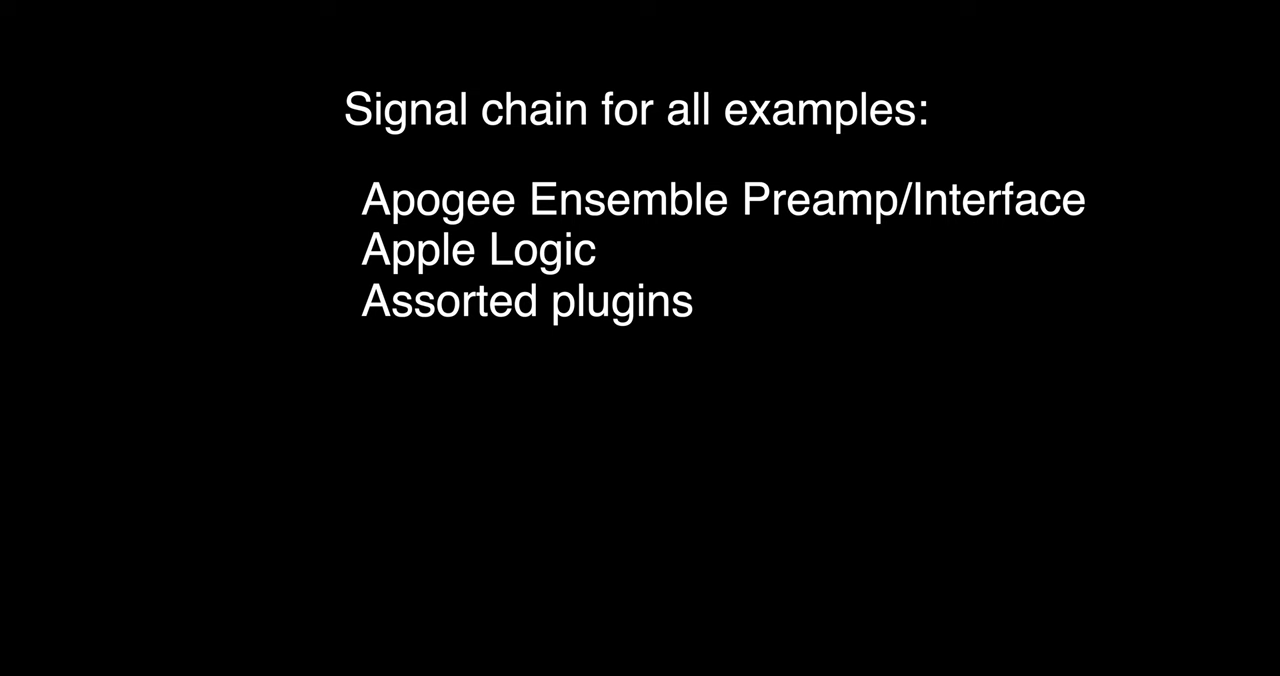 Signal chain for all examples:
Apogee Ensemble Preamp/Interface
Apple Logic
Assorted plugins